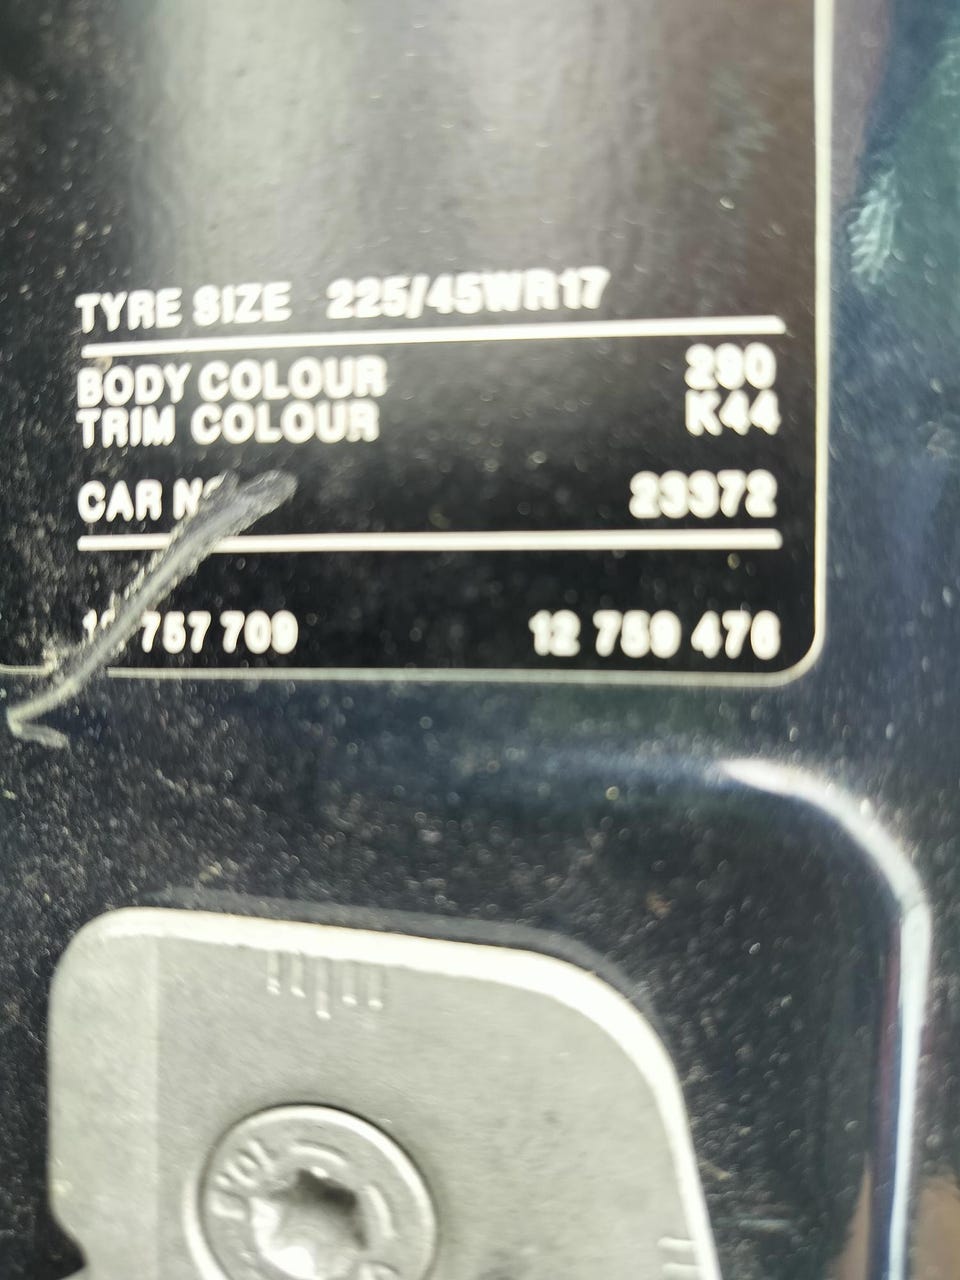 TYRE SIZE 225/45WR17
BODY COLOUR 290
TRIM COLOUR K44
CAR 23372
757 709 12 759 476